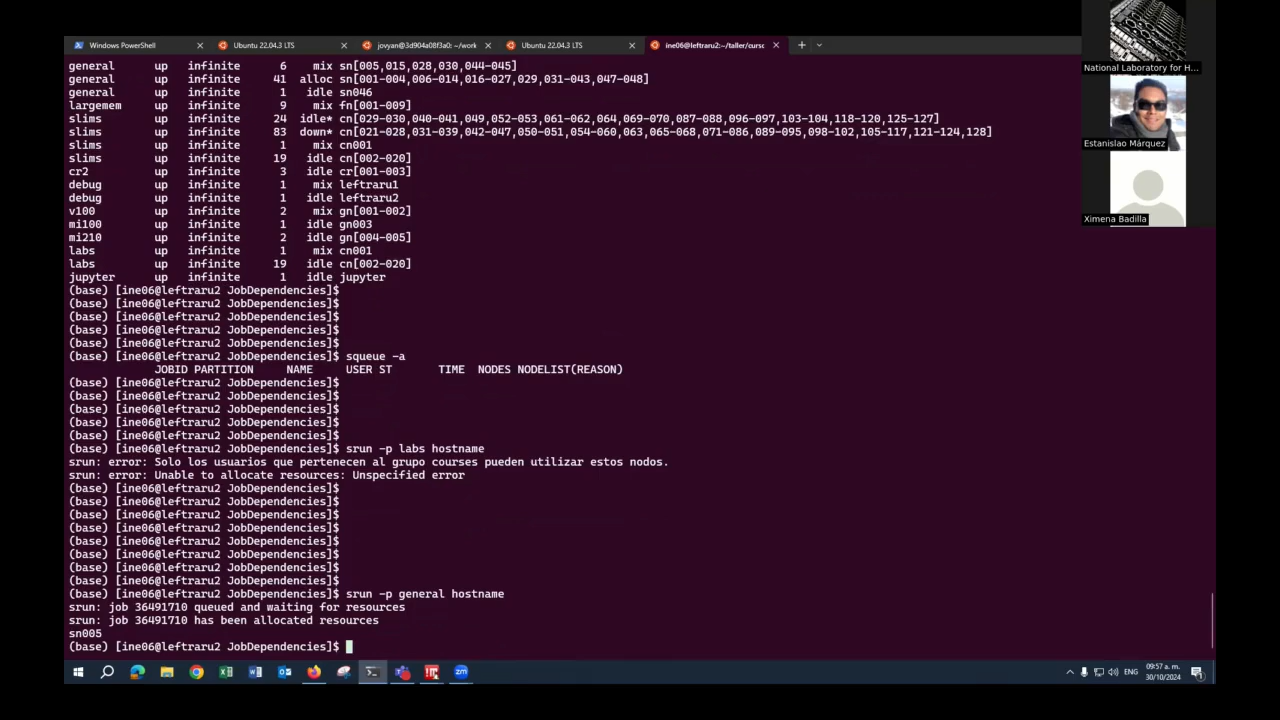 Windows PowerShell
Ubuntu 22.04.3 LTS
jovyan@3d904a08f3a0: ~/work
Ubuntu 22.04.3 LTS
ine06@leftraru2:~/taller/curso
general up infinite 6 mix sn[005,015,028,030,044-045]
general up infinite 41 alloc sn[001-004,006-014,016-027,029,031-043,047-048]
general up infinite 1 idle sn046
largemem up infinite 9 mix fn[001-009]
slims up infinite 24 idle* cn[029-030,040-041,049,052-053,061-062,064,069-070,087-088,096-097,103-104,118-120,125-127]
slims up infinite 83 down* cn[021-028,031-039,042-047,050-051,054-060,063,065-068,071-086,089-095,098-102,105-117,121-124,128]
slims up infinite 1 mix cn001
slims up infinite 19 idle cn[002-020]
cr2 up infinite 3 idle cr[001-003]
debug up infinite 1 mix leftraru1
debug up infinite 1 idle leftraru2
v100 up infinite 2 mix gn[001-002]
mi100 up infinite 1 idle gn003
mi210 up infinite 2 idle gn[004-005]
labs up infinite 1 mix cn001
labs up infinite 19 idle cn[002-020]
jupyter up infinite 1 idle jupyter
(base) [ine06@leftraru2 JobDependencies]$
(base) [ine06@leftraru2 JobDependencies]$
(base) [ine06@leftraru2 JobDependencies]$
(base) [ine06@leftraru2 JobDependencies]$
(base) [ine06@leftraru2 JobDependencies]$
(base) [ine06@leftraru2 JobDependencies]$ squeue -a
JOBID PARTITION NAME USER ST TIME NODES NODELIST(REASON)
(base) [ine06@leftraru2 JobDependencies]$
(base) [ine06@leftraru2 JobDependencies]$
(base) [ine06@leftraru2 JobDependencies]$
(base) [ine06@leftraru2 JobDependencies]$
(base) [ine06@leftraru2 JobDependencies]$
(base) [ine06@leftraru2 JobDependencies]$ srun -p labs hostname
srun: error: Solo los usuarios que pertenecen al grupo courses pueden utilizar estos nodos.
srun: error: Unable to allocate resources: Unspecified error
(base) [ine06@leftraru2 JobDependencies]$
(base) [ine06@leftraru2 JobDependencies]$
(base) [ine06@leftraru2 JobDependencies]$
(base) [ine06@leftraru2 JobDependencies]$
(base) [ine06@leftraru2 JobDependencies]$
(base) [ine06@leftraru2 JobDependencies]$
(base) [ine06@leftraru2 JobDependencies]$
(base) [ine06@leftraru2 JobDependencies]$
(base) [ine06@leftraru2 JobDependencies]$ srun -p general hostname
srun: job 36491710 queued and waiting for resources
srun: job 36491710 has been allocated resources
sn005
(base) [ine06@leftraru2 JobDependencies]$
National Laboratory for H...
Estanislao Márquez
Ximena Badilla
ENG
09:57 a. m.
30/10/2024